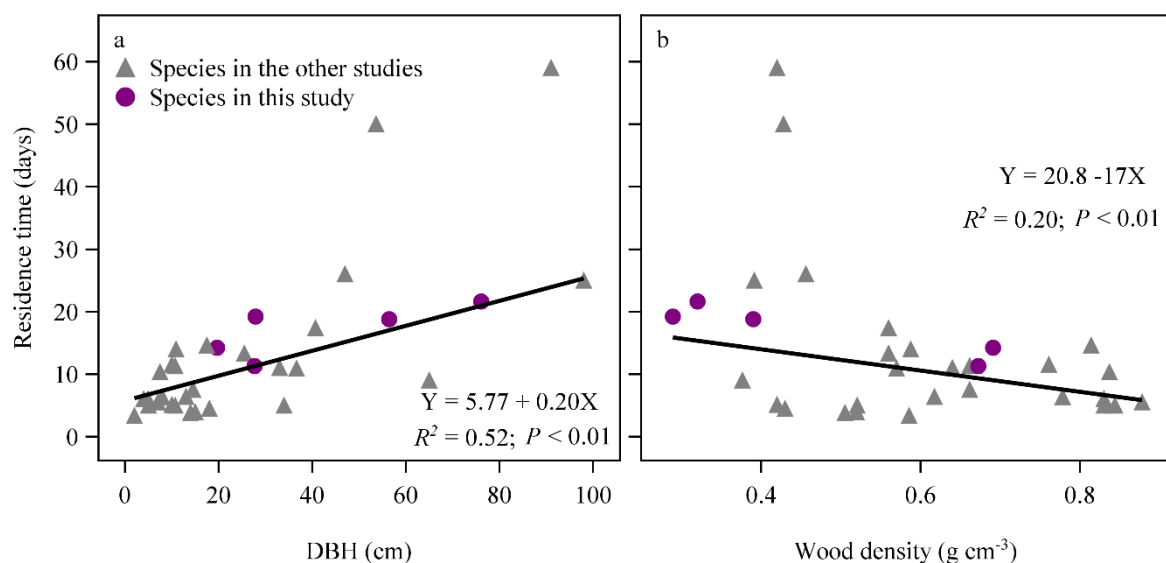 a
Species in the other studies
Species in this study
Residence time (days)
60
50
40
30
20
10
0
Y = 5.77 + 0.20X
R² = 0.52; P < 0.01
0 20 40 60 80 100
DBH (cm)
b
Y = 20.8 -17X
R² = 0.20; P < 0.01
0.4 0.6 0.8
Wood density (g cm⁻³)